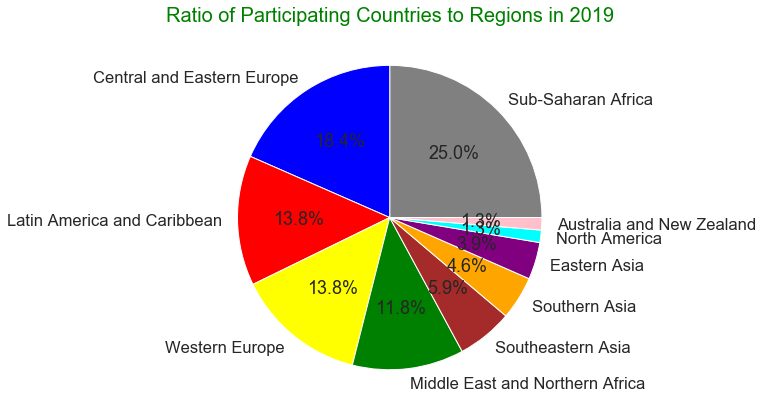 Ratio of Participating Countries to Regions in 2019
Central and Eastern Europe
18.4%
Sub-Saharan Africa
25.0%
Latin America and Caribbean
13.8%
1.3%
Australia and New Zealand
1.3%
North America
3.9%
Eastern Asia
4.6%
Western Europe
13.8%
5.9%
Southern Asia
11.8%
Southeastern Asia
Middle East and Northern Africa